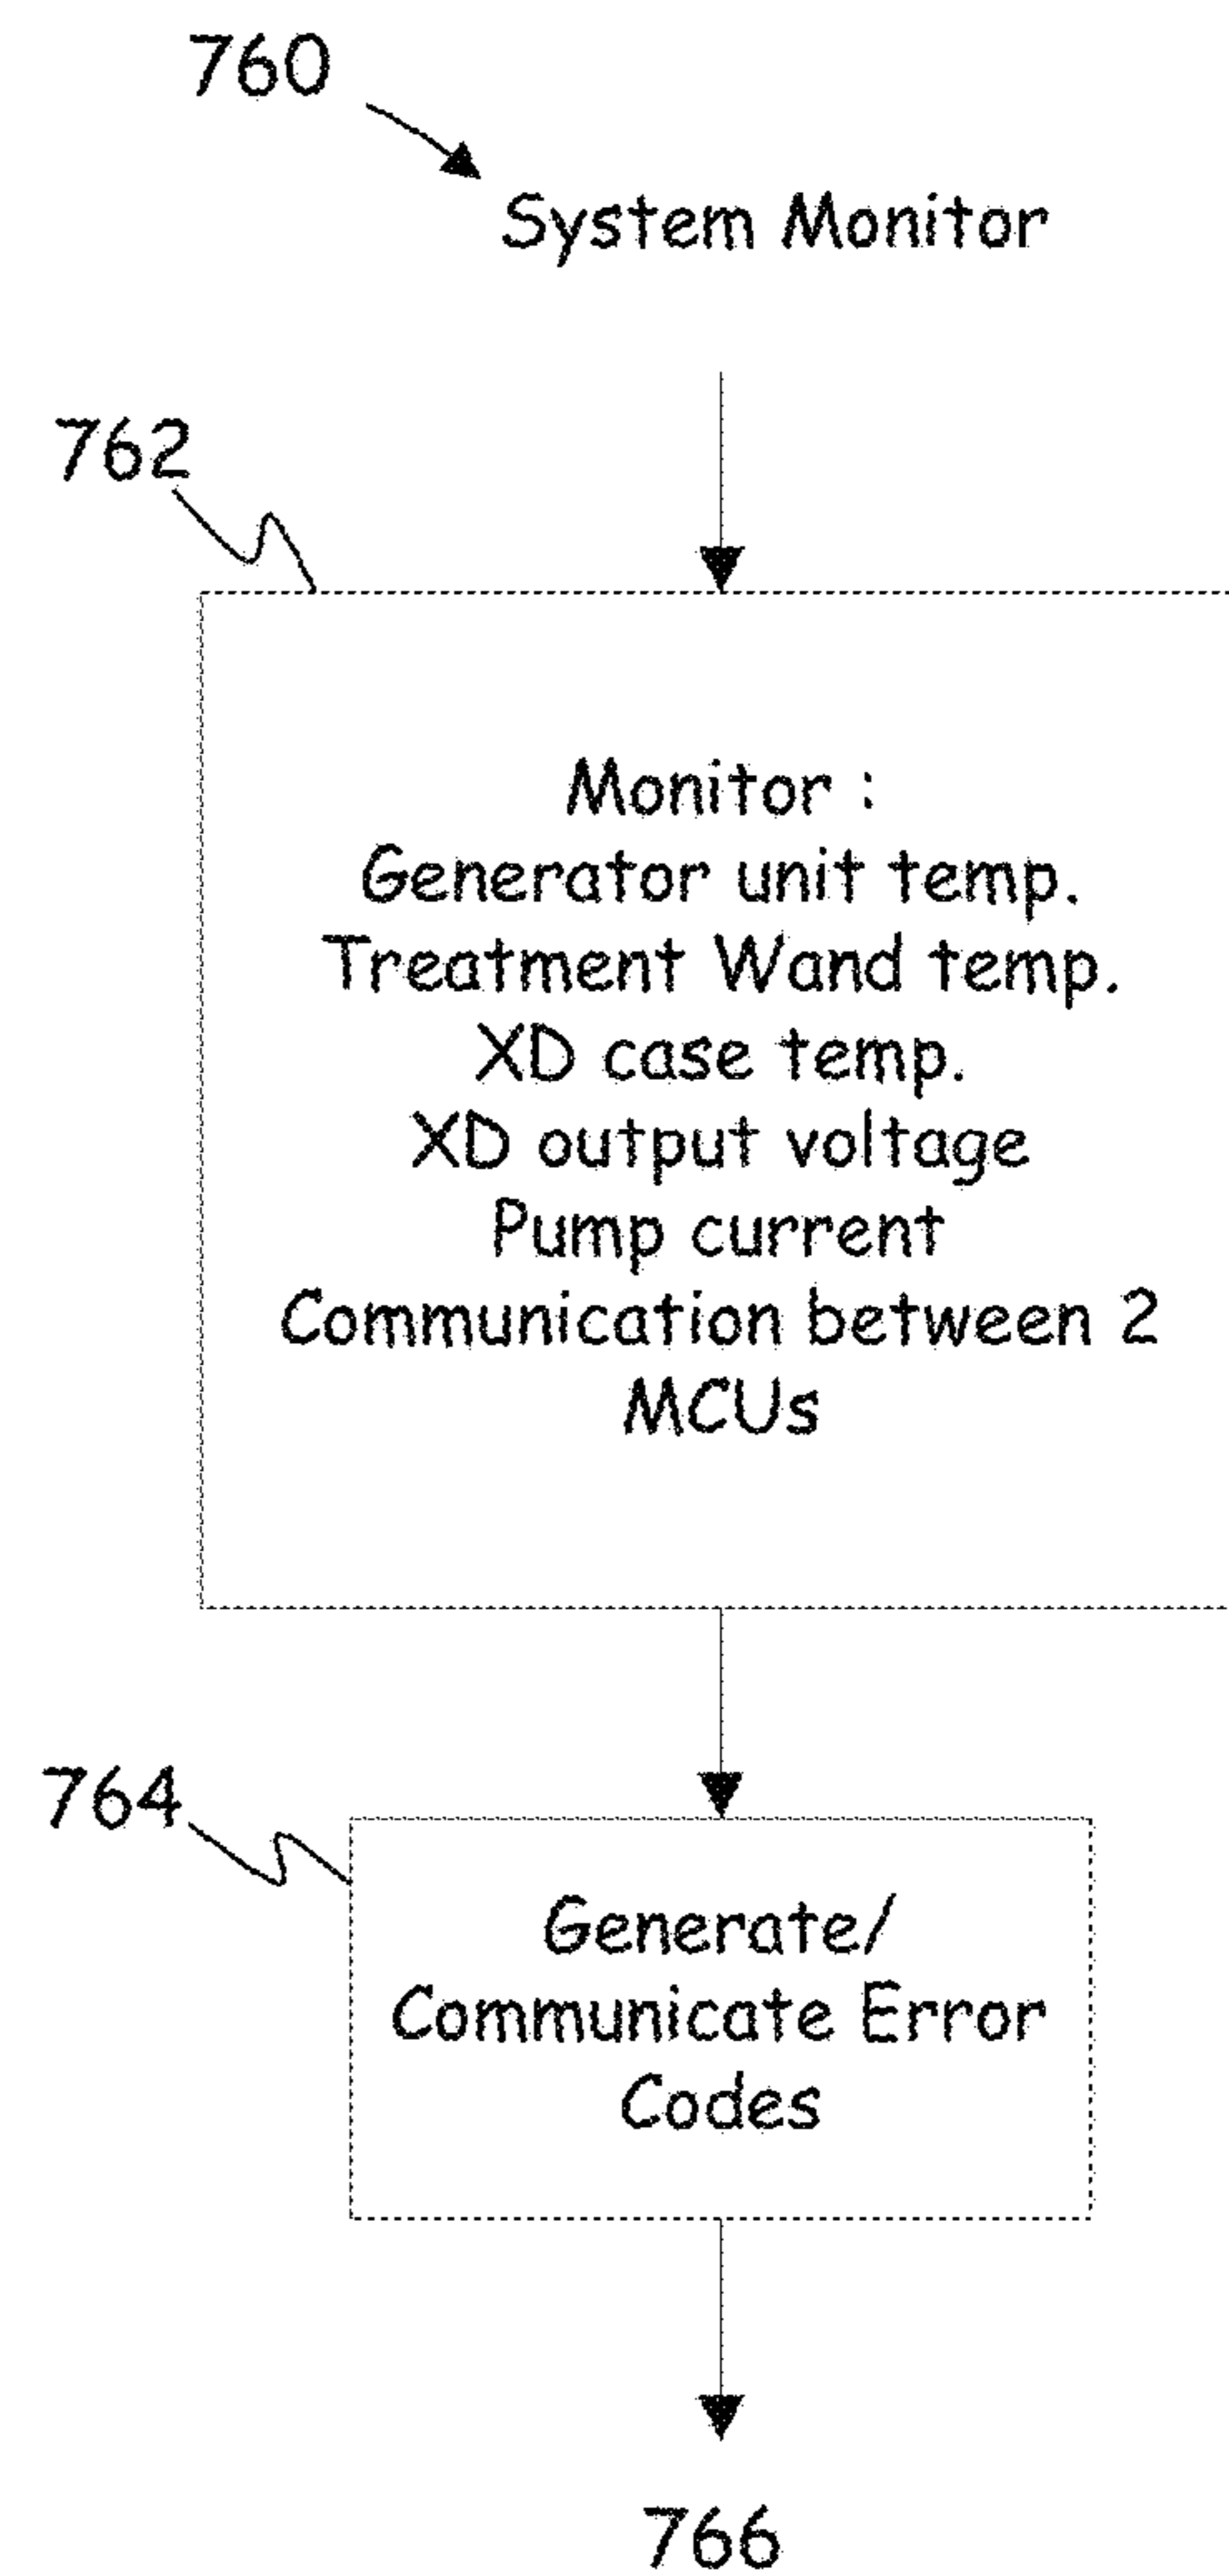 760
System Monitor
762
Monitor :
Generator unit temp.
Treatment Wand temp.
XD case temp.
XD output voltage
Pump current
Communication between 2
MCUs
764
Generate/
Communicate Error
Codes
766